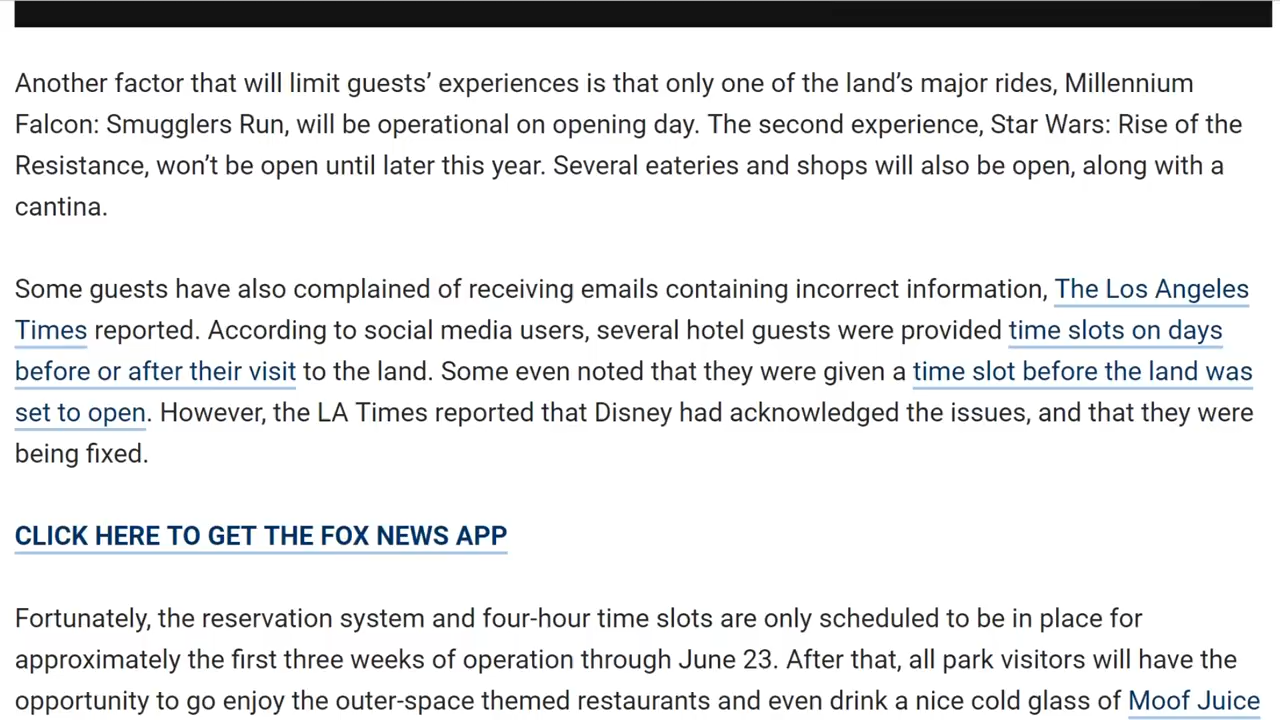 Another factor that will limit guests’ experiences is that only one of the land’s major rides, Millennium
Falcon: Smugglers Run, will be operational on opening day. The second experience, Star Wars: Rise of the
Resistance, won’t be open until later this year. Several eateries and shops will also be open, along with a
cantina.
Some guests have also complained of receiving emails containing incorrect information, The Los Angeles
Times reported. According to social media users, several hotel guests were provided time slots on days
before or after their visit to the land. Some even noted that they were given a time slot before the land was
set to open. However, the LA Times reported that Disney had acknowledged the issues, and that they were
being fixed.
CLICK HERE TO GET THE FOX NEWS APP
Fortunately, the reservation system and four-hour time slots are only scheduled to be in place for
approximately the first three weeks of operation through June 23. After that, all park visitors will have the
opportunity to go enjoy the outer-space themed restaurants and even drink a nice cold glass of Moof Juice